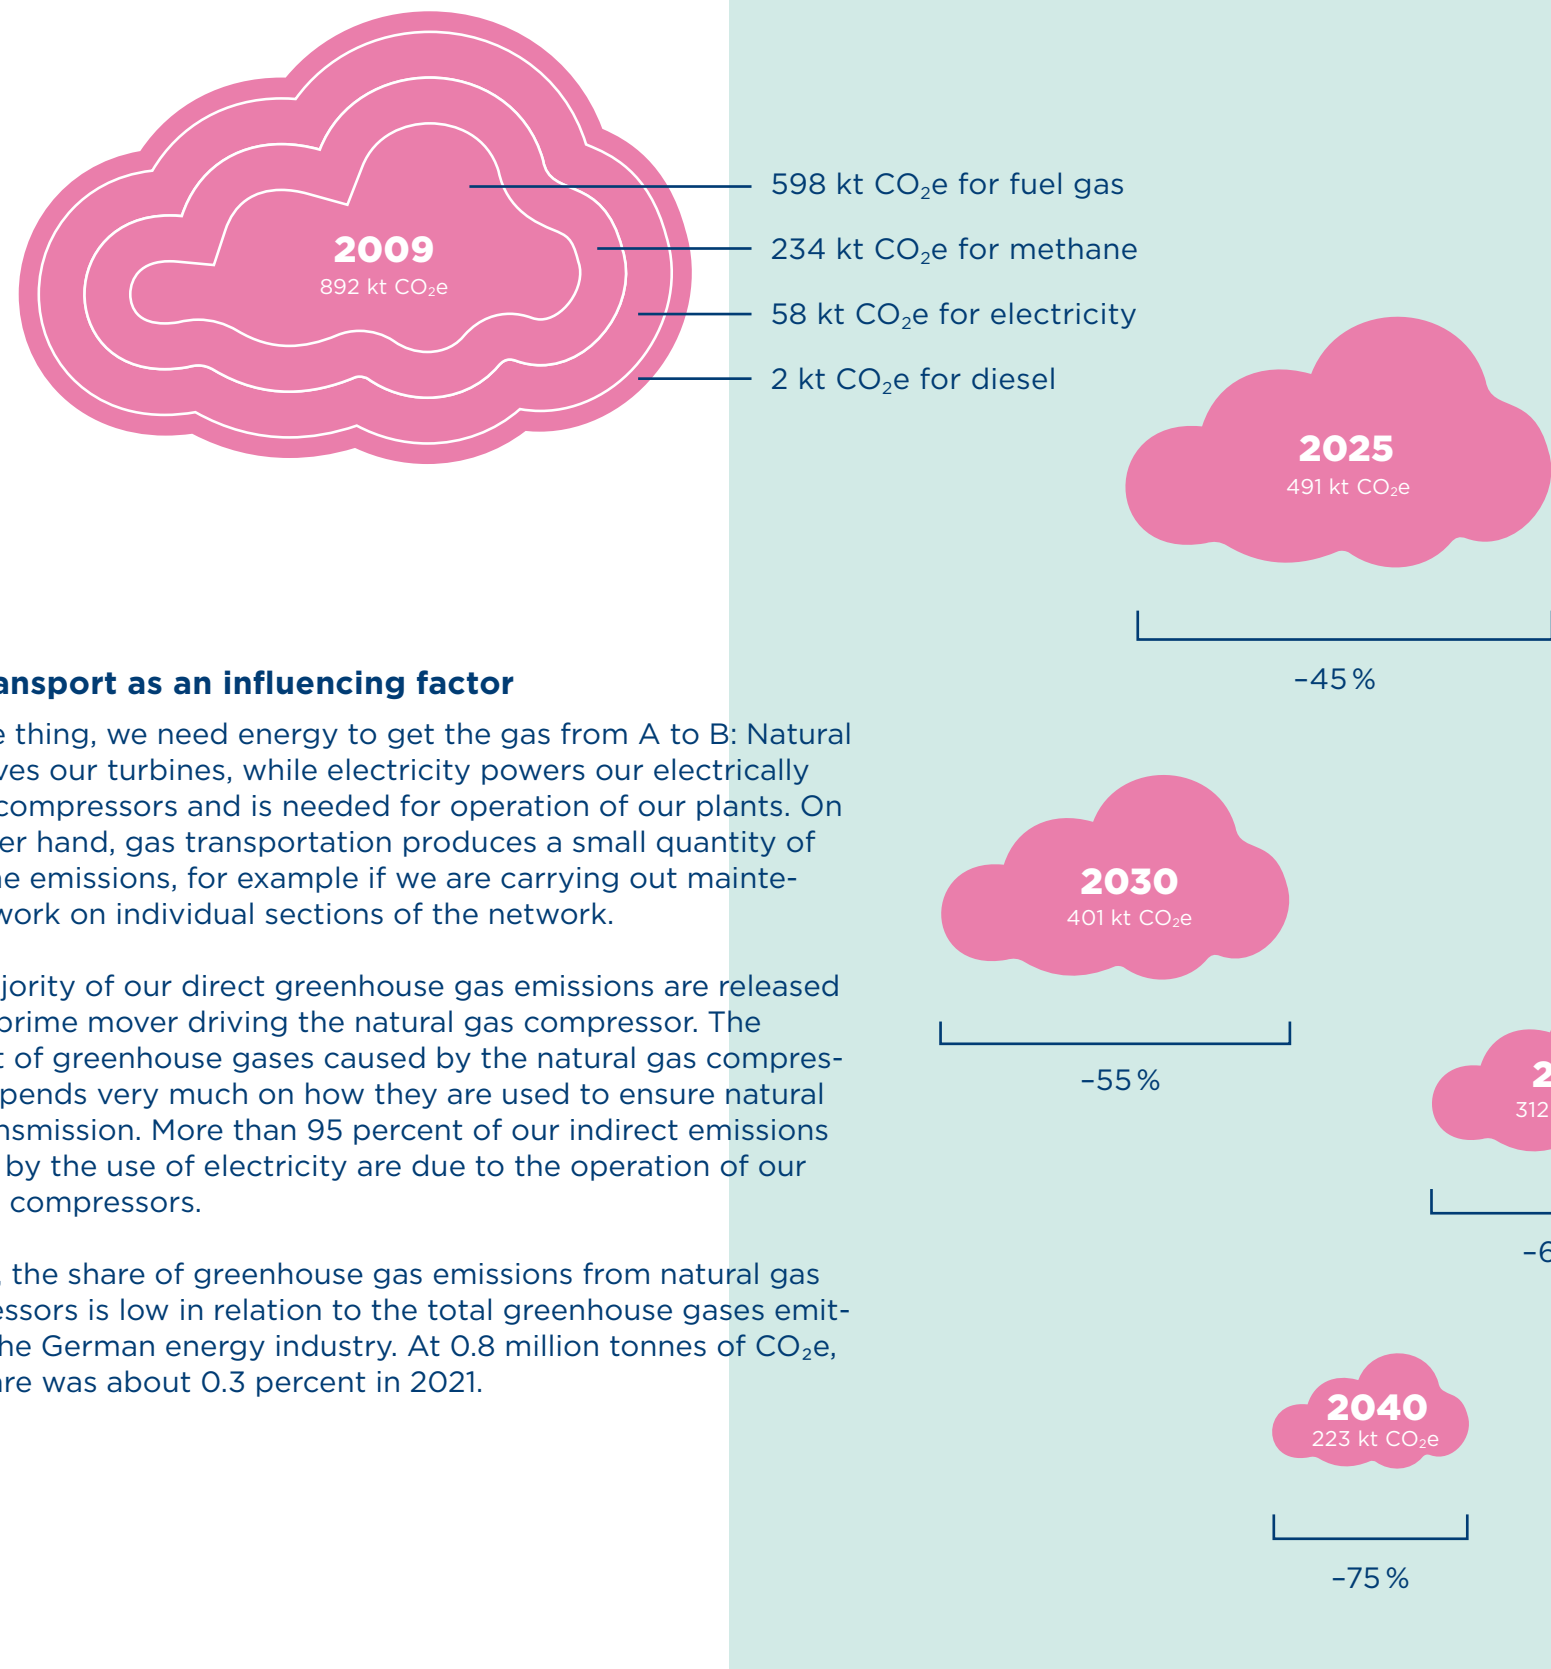 2009
892 kt CO₂e
598 kt CO₂e for fuel gas
234 kt CO₂e for methane
58 kt CO₂e for electricity
2 kt CO₂e for diesel
2025
491 kt CO₂e
–45 %
ansport as an influencing factor
thing, we need energy to get the gas from A to B: Natural
ves our turbines, while electricity powers our electrically
compressors and is needed for operation of our plants. On
er hand, gas transportation produces a small quantity of
ne emissions, for example if we are carrying out mainte-
work on individual sections of the network.
jority of our direct greenhouse gas emissions are released
prime mover driving the natural gas compressor. The
t of greenhouse gases caused by the natural gas compres-
pends very much on how they are used to ensure natural
nsmission. More than 95 percent of our indirect emissions
by the use of electricity are due to the operation of our
compressors.
, the share of greenhouse gas emissions from natural gas
essors is low in relation to the total greenhouse gases emit-
he German energy industry. At 0.8 million tonnes of CO₂e,
are was about 0.3 percent in 2021.
2030
401 kt CO₂e
–55 %
2
312
–6
2040
223 kt CO₂e
–75 %